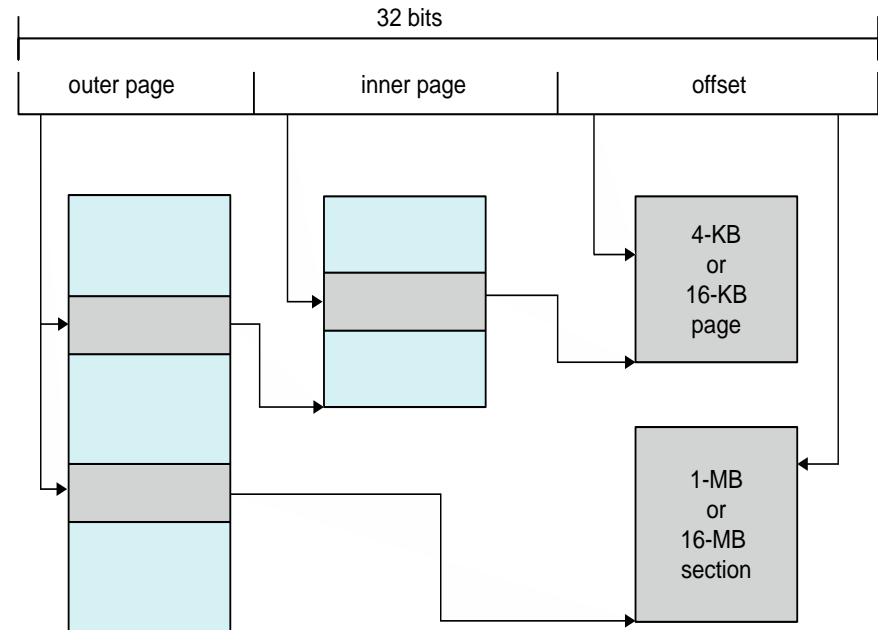 32 bits
outer page
inner page
offset
4-KB
or
16-KB
page
1-MB
or
16-MB
section